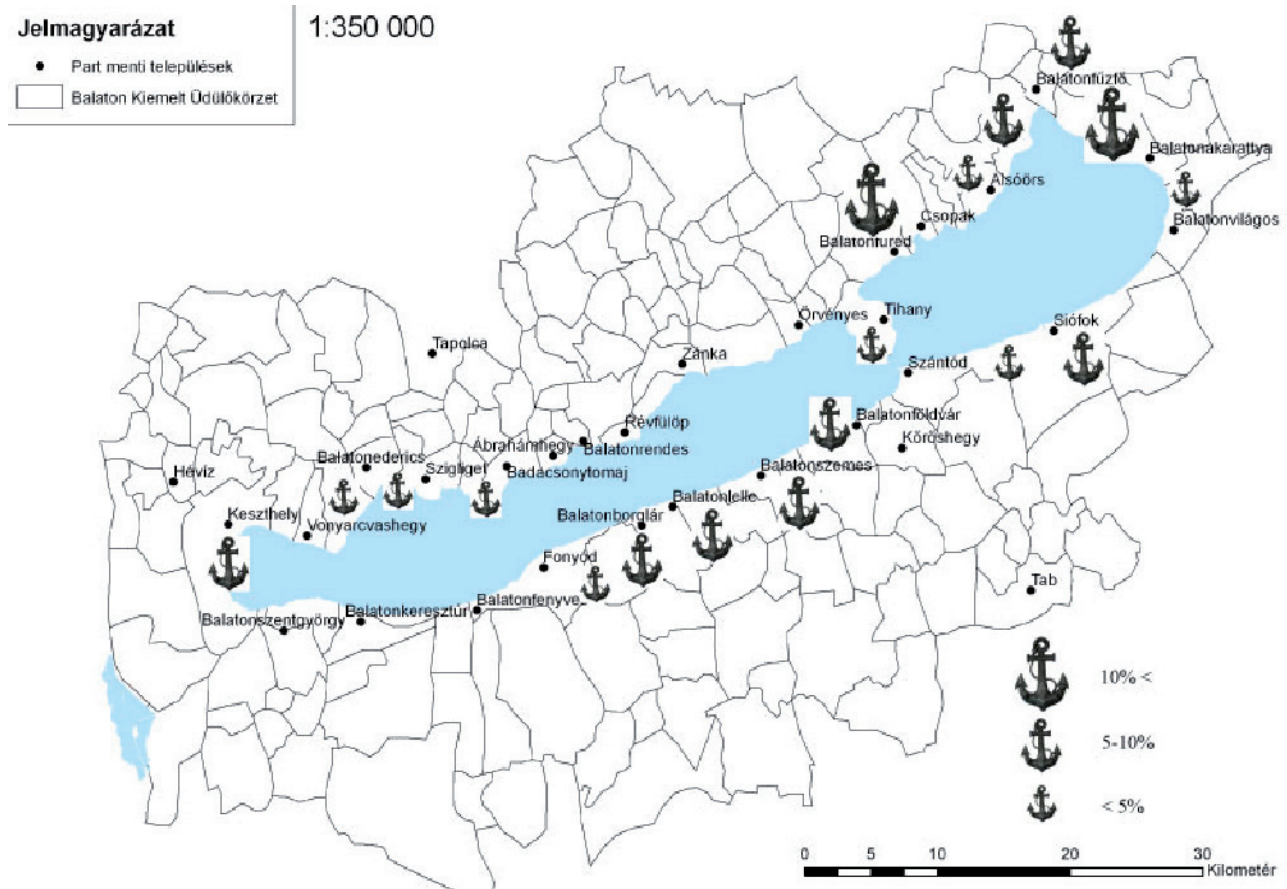 Jelmagyarázat
1:350 000
Part menti települések
Balaton Kiemelt Üdülőkörzet
Balatonfűzfő
Balatonakarattya
Alsóörs
Csopak
Balatonvilágos
Balatonfüred
Örvényes
Tihany
Siófok
Tapolca
Zánka
Szántód
Révfülöp
Balatonföldvár
Ábrahámhegy
Balatonrendes
Kőröshegy
Balatonederics
Szigliget
Badacsonytomaj
Balatonszemes
Hévíz
Balatonlelle
Keszthely
Vonyarcvashegy
Balatonborglár
Fonyód
Tab
Balatonfenyve
Balatonkeresztúr
Balatonszentgyörgy
10% <
5-10%
< 5%
0 5 10 20 30
Kilométer